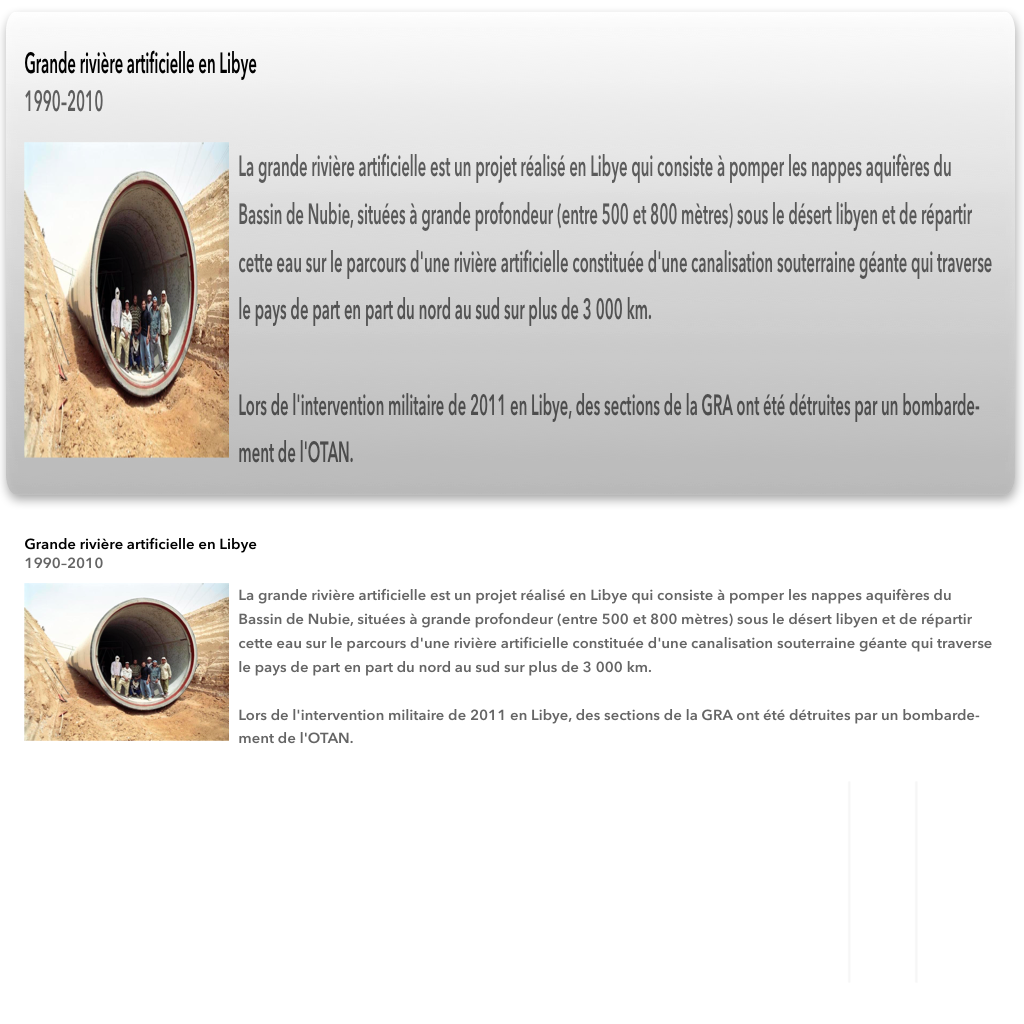 Grande rivière artificielle en Libye
1990-2010
La grande rivière artificielle est un projet réalisé en Libye qui consiste à pomper les nappes aquifères du
Bassin de Nubie, situées à grande profondeur (entre 500 et 800 mètres) sous le désert libyen et de répartir
cette eau sur le parcours d'une rivière artificielle constituée d'une canalisation souterraine géante qui traverse
le pays de part en part du nord au sud sur plus de 3 000 km.
Lors de l'intervention militaire de 2011 en Libye, des sections de la GRA ont été détruites par un bombarde-
ment de l'OTAN.
Grande rivière artificielle en Libye
1990–2010
La grande rivière artificielle est un projet réalisé en Libye qui consiste à pomper les nappes aquifères du
Bassin de Nubie, situées à grande profondeur (entre 500 et 800 mètres) sous le désert libyen et de répartir
cette eau sur le parcours d'une rivière artificielle constituée d'une canalisation souterraine géante qui traverse
le pays de part en part du nord au sud sur plus de 3 000 km.
Lors de l'intervention militaire de 2011 en Libye, des sections de la GRA ont été détruites par un bombarde-
ment de l'OTAN.